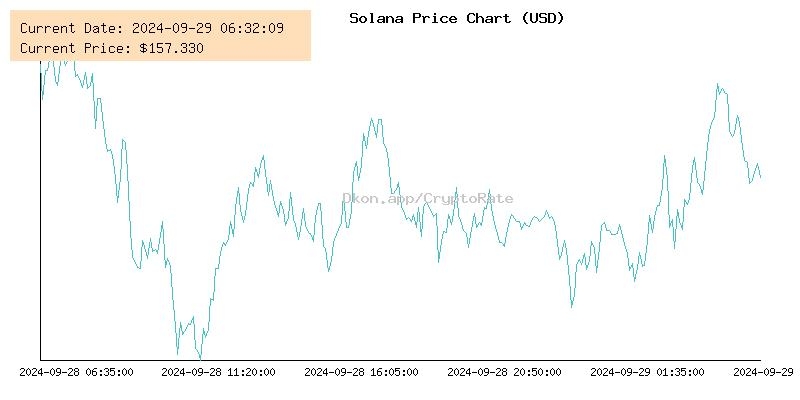 Solana Price Chart (USD)
Current Date: 2024-09-29 06:32:09
Current Price: $157.330
Dkon.app/CryptoRate
2024-09-28 06:35:00 2024-09-28 11:20:00 2024-09-28 16:05:00 2024-09-28 20:50:00 2024-09-29 01:35:00 2024-09-29